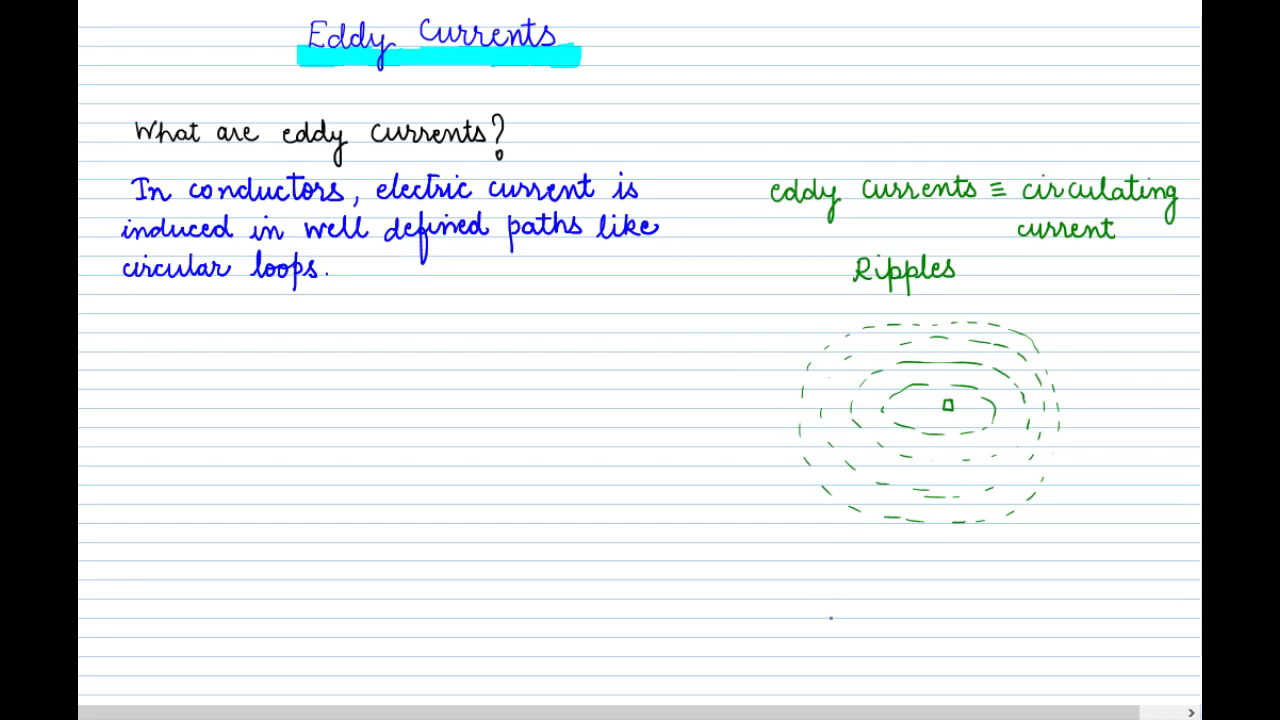 Eddy Currents
What are eddy currents?
In conductors, electric current is
induced in well defined paths like
circular loops.
eddy currents ≡ circulating
current
Ripples